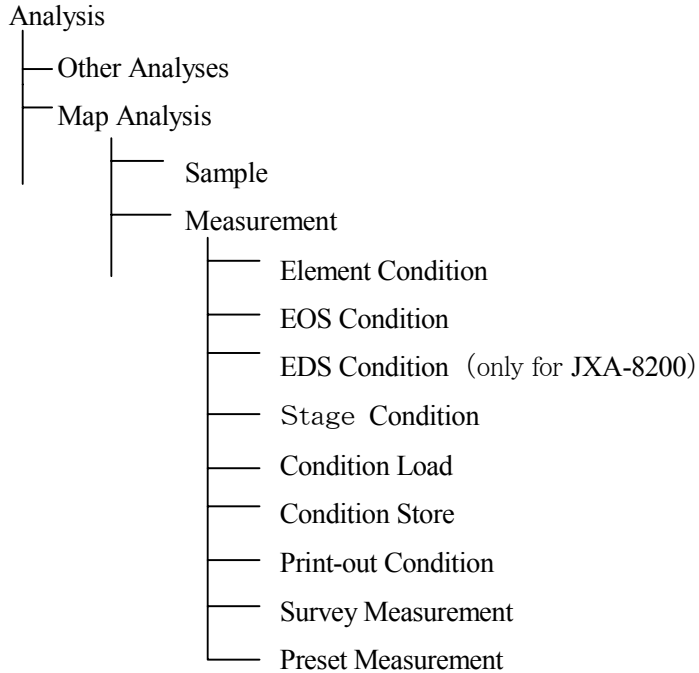 Analysis
Other Analyses
Map Analysis
Sample
Measurement
Element Condition
EOS Condition
EDS Condition (only for JXA-8200)
Stage Condition
Condition Load
Condition Store
Print-out Condition
Survey Measurement
Preset Measurement